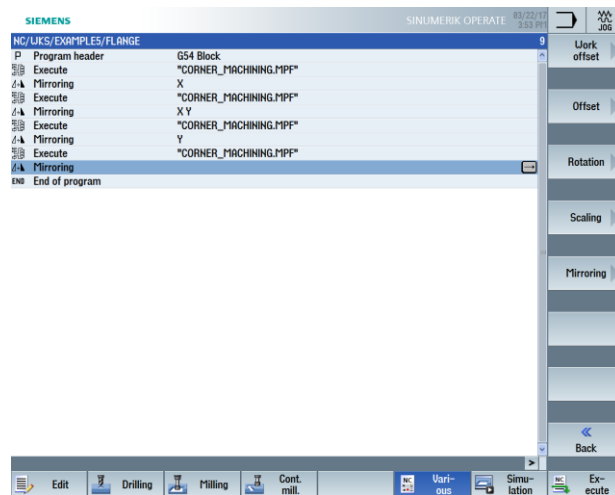 SIEMENS SINUMERIK OPERATE 03/22/17 3:53 PM JOG
NC/WKS/EXAMPLES/FLANGE 9
P Program header G54 Block
Execute "CORNER_MACHINING.MPF"
Mirroring X
Execute "CORNER_MACHINING.MPF"
Mirroring X Y
Execute "CORNER_MACHINING.MPF"
Mirroring Y
Execute "CORNER_MACHINING.MPF"
Mirroring
END End of program
Work
offset
Offset
Rotation
Scaling
Mirroring
Back
Edit Drilling Milling Cont. mill. NC Vari- ous Simu- lation NC Ex- ecute